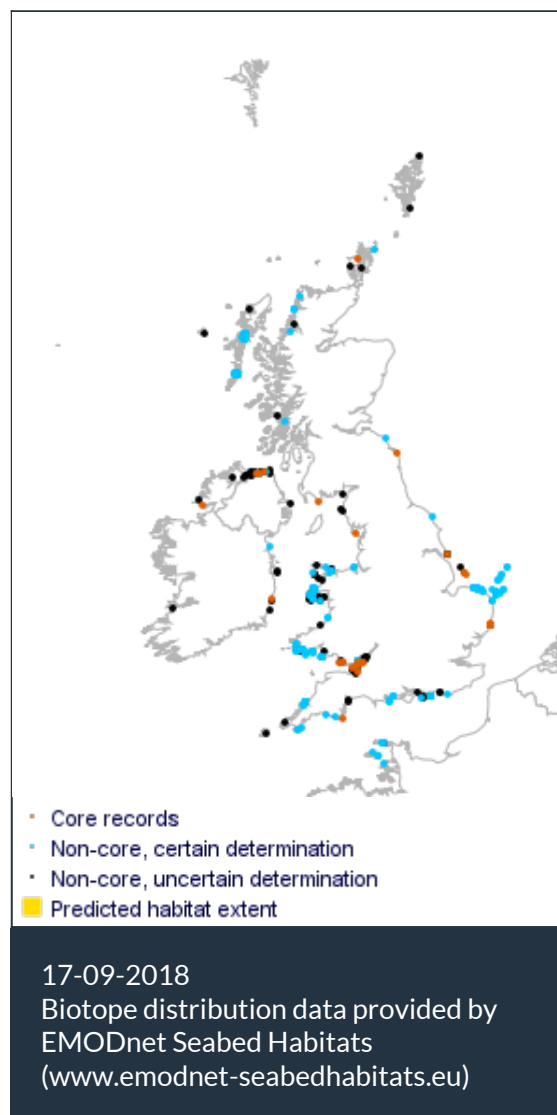 Core records
Non-core, certain determination
Non-core, uncertain determination
Predicted habitat extent
17-09-2018
Biotope distribution data provided by
EMODnet Seabed Habitats
(www.emodnet-seabedhabitats.eu)